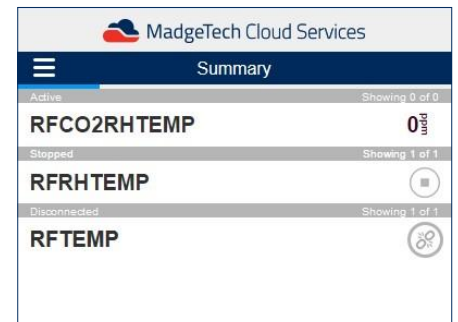 MadgeTech Cloud Services
Summary
Active Showing 0 of 0
RFCO2RHTEMP 0 ppm
Stopped Showing 1 of 1
RFRHTEMP
Disconnected Showing 1 of 1
RFTEMP